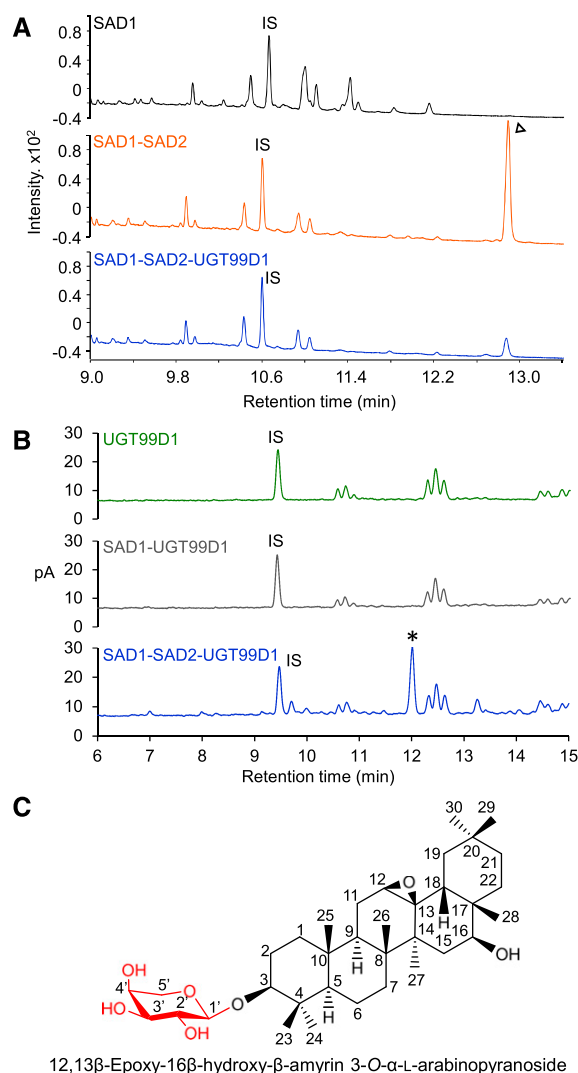 A
SAD1
IS
0.8
0.4
0
-0.4
SAD1-SAD2
IS
0.8
0.4
0
-0.4
Intensity. x10²
SAD1-SAD2-UGT99D1
IS
0.8
0.4
0
-0.4
9.0 9.8 10.6 11.4 12.2 13.0
Retention time (min)
B
UGT99D1
IS
30
20
10
0
SAD1-UGT99D1
IS
30
20
10
0
pA
SAD1-SAD2-UGT99D1
IS
*
30
20
10
0
6 7 8 9 10 11 12 13 14 15
Retention time (min)
C
30 29
20
19 21
12 O 18 22
11 13 17 28
25 26 14 16
1 9 H 15 OH
2 10 8 27
H
3 5 7
OH
4' 5' O O 4 H 6
HO 3' 2' 1' 23 24
OH
12,13β-Epoxy-16β-hydroxy-β-amyrin 3-O-α-L-arabinopyranoside